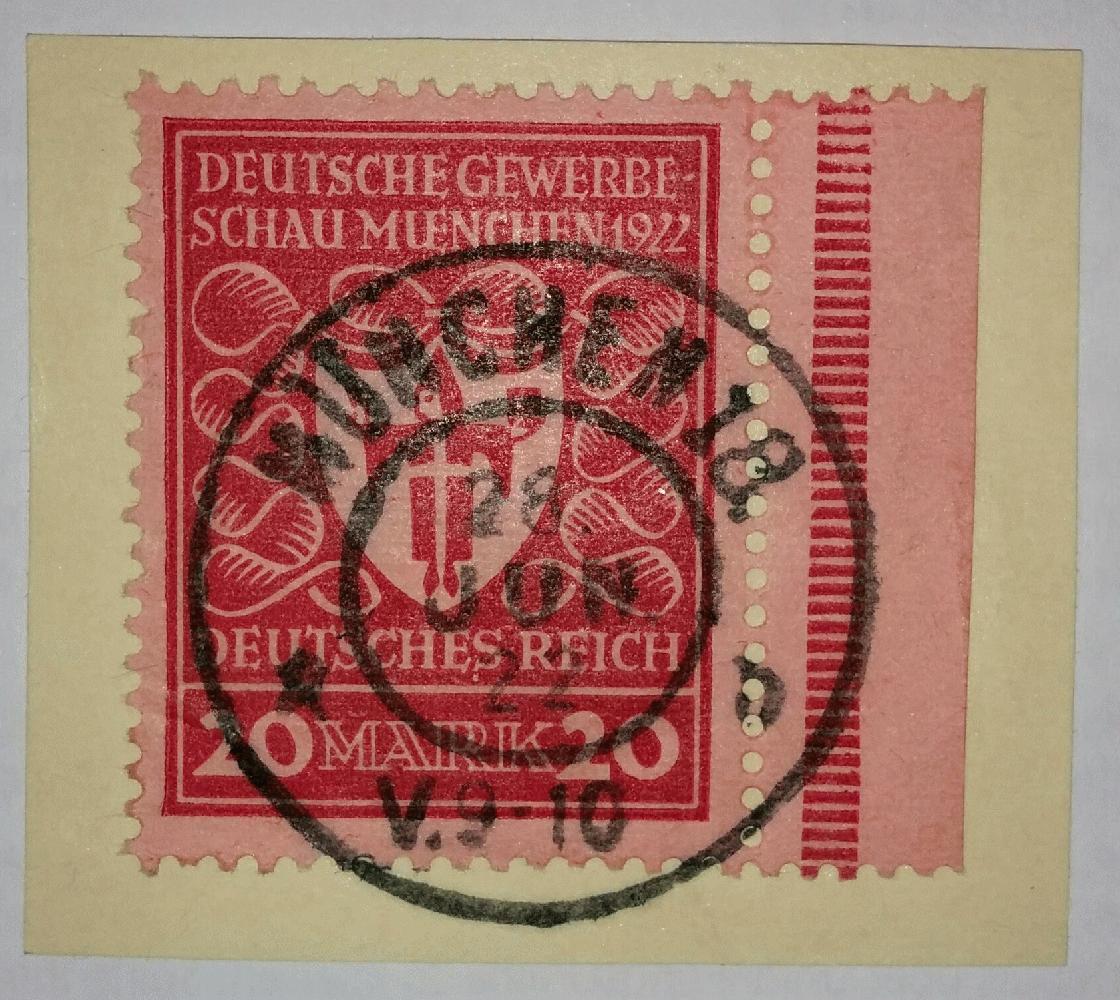 DEUTSCHE GEWERBE-
SCHAU MUENCHEN 1922
MÜNCHEN 18.
28.
JUN.
22
DEUTSCHES REICH
* b
20 MARK 20
V.9-10